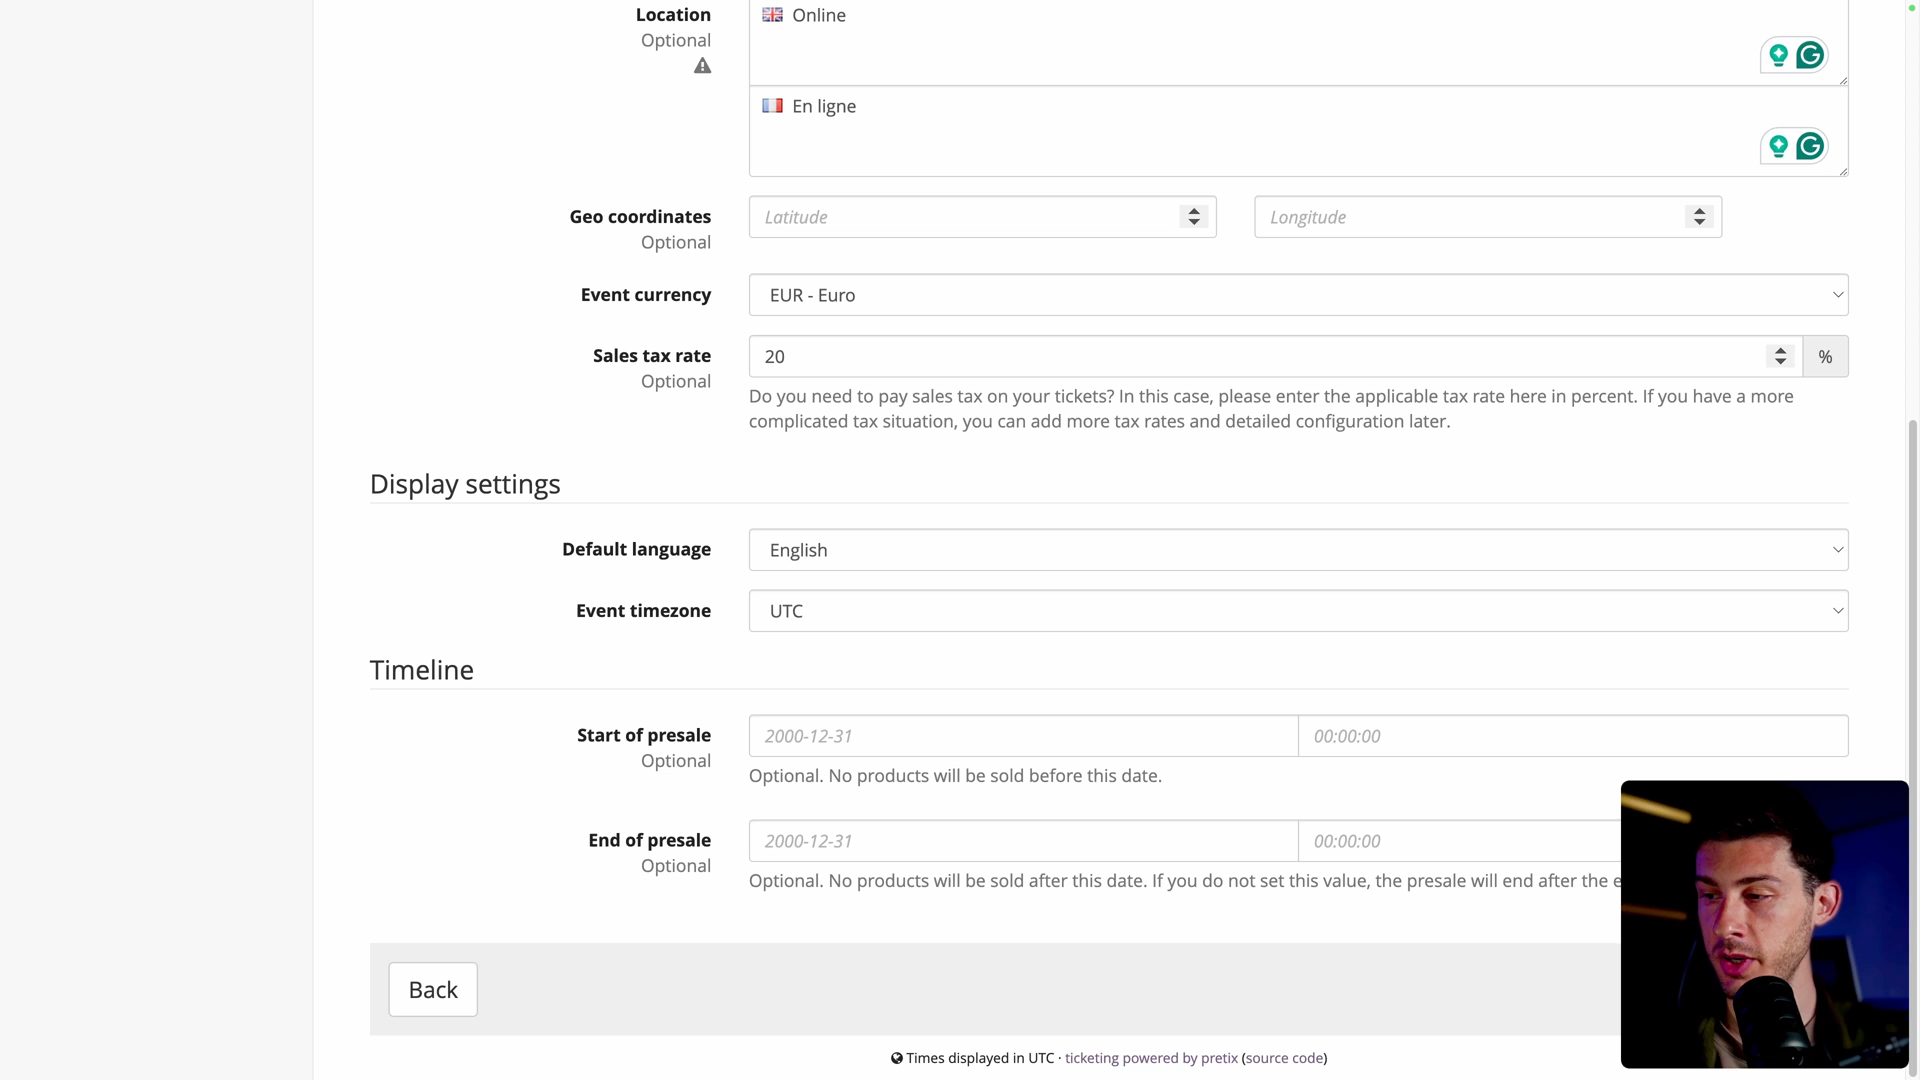 Location
Online
Optional
En ligne
Geo coordinates
Latitude
Longitude
Optional
Event currency
EUR - Euro
Sales tax rate
20
%
Optional
Do you need to pay sales tax on your tickets? In this case, please enter the applicable tax rate here in percent. If you have a more
complicated tax situation, you can add more tax rates and detailed configuration later.
Display settings
Default language
English
Event timezone
UTC
Timeline
Start of presale
2000-12-31
00:00:00
Optional
Optional. No products will be sold before this date.
End of presale
2000-12-31
00:00:00
Optional
Optional. No products will be sold after this date. If you do not set this value, the presale will end after the
Back
Times displayed in UTC · ticketing powered by pretix (source code)